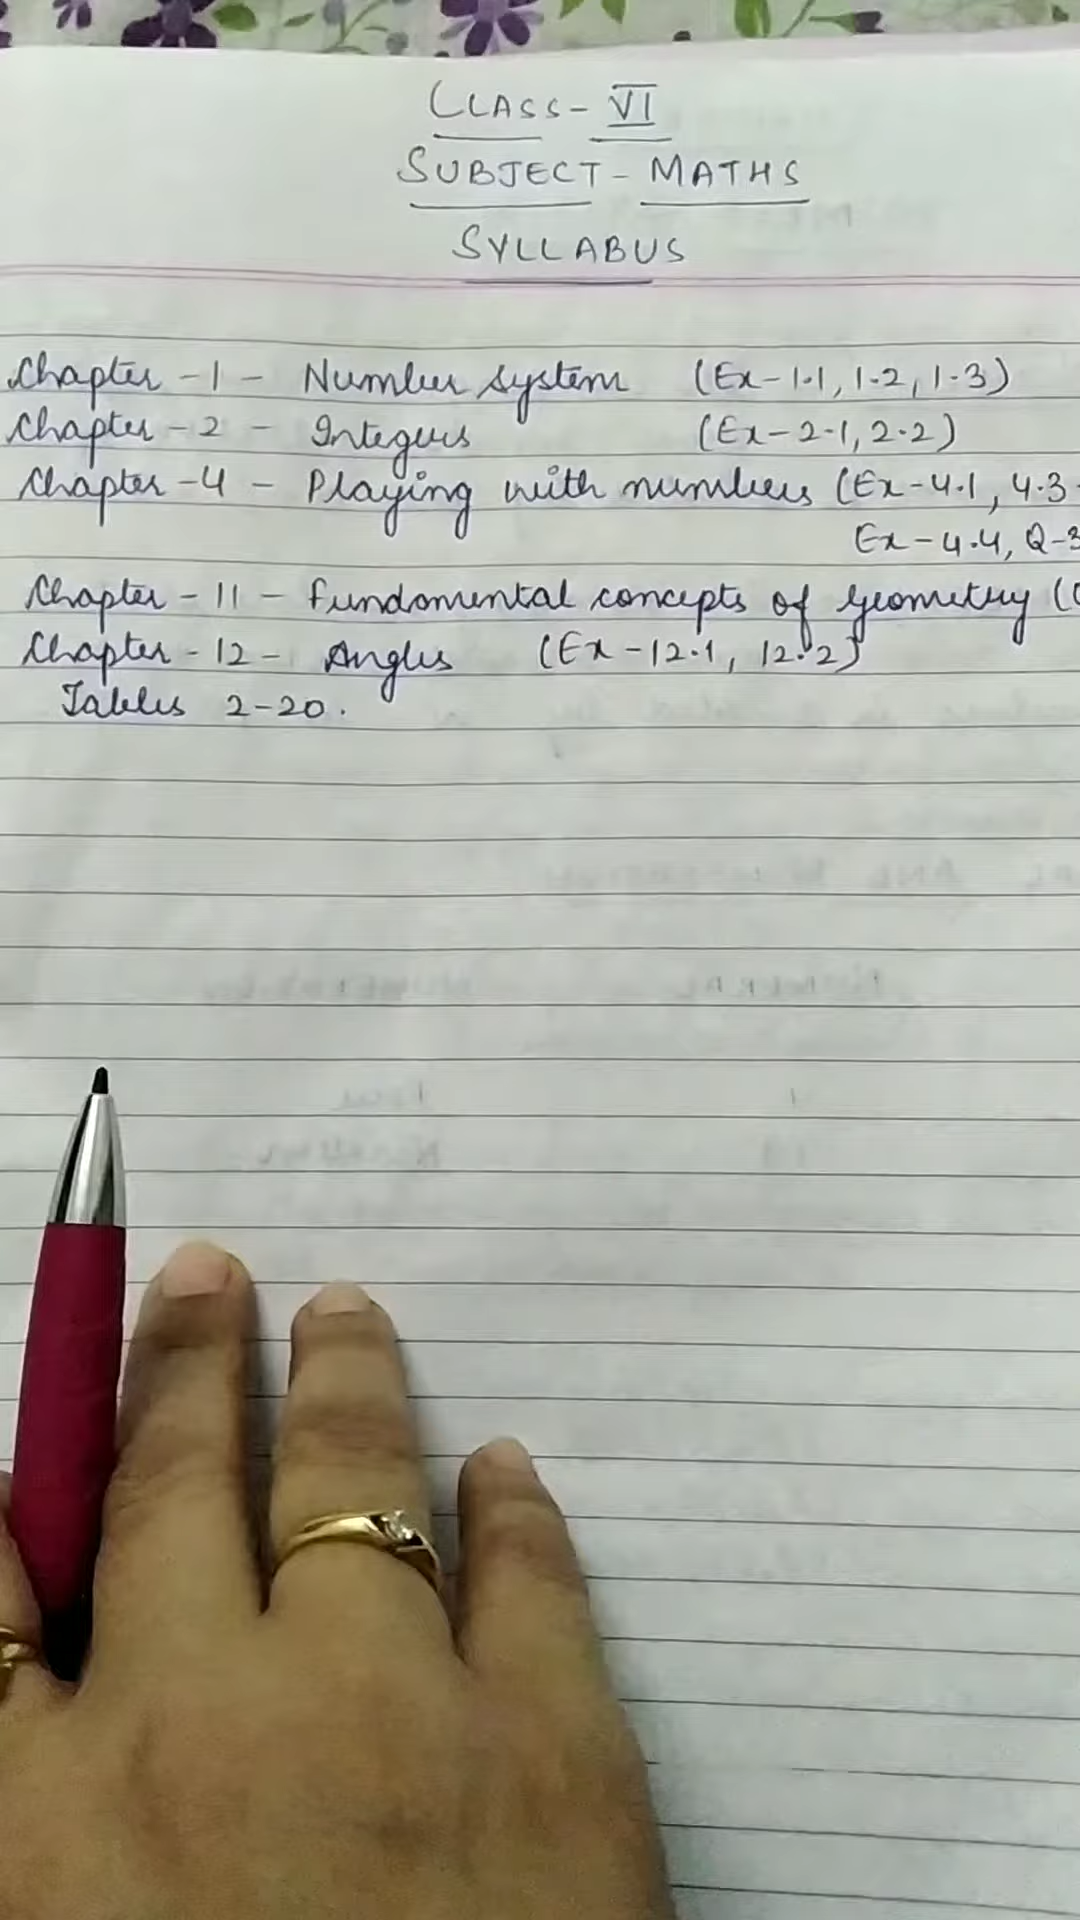 CLASS- VI
SUBJECT- MATHS
SYLLABUS
Chapter -1 - Number system (Ex-1.1, 1.2, 1.3)
Chapter -2 - Integers (Ex-2.1, 2.2)
Chapter -4 - Playing with numbers (Ex-4.1, 4.3
Ex-4.4, Q-3
Chapter - 11 - Fundamental concepts of geometry (
Chapter - 12 - Angles (Ex-12.1, 12.2)
Tables 2-20.